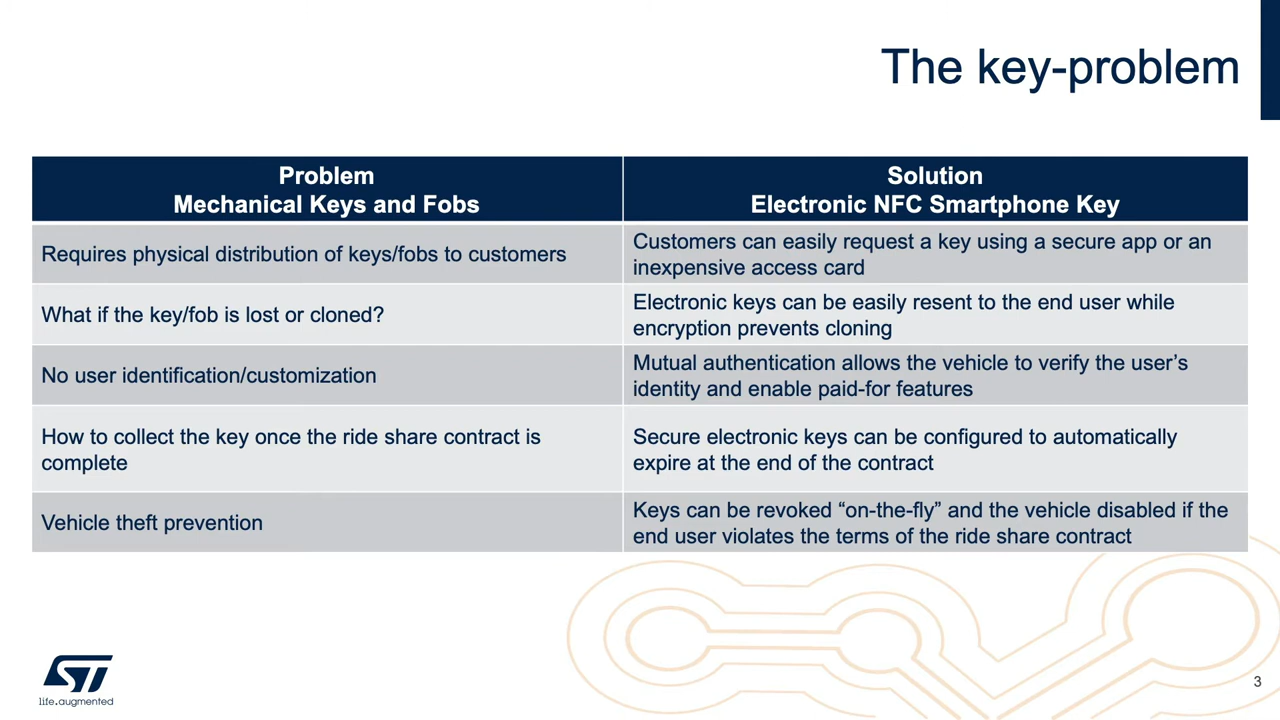 The key-problem
Problem
Mechanical Keys and Fobs
Solution
Electronic NFC Smartphone Key
Requires physical distribution of keys/fobs to customers
Customers can easily request a key using a secure app or an
inexpensive access card
What if the key/fob is lost or cloned?
Electronic keys can be easily resent to the end user while
encryption prevents cloning
No user identification/customization
Mutual authentication allows the vehicle to verify the user’s
identity and enable paid-for features
How to collect the key once the ride share contract is
complete
Secure electronic keys can be configured to automatically
expire at the end of the contract
Vehicle theft prevention
Keys can be revoked “on-the-fly” and the vehicle disabled if the
end user violates the terms of the ride share contract
ST
life.augmented
3